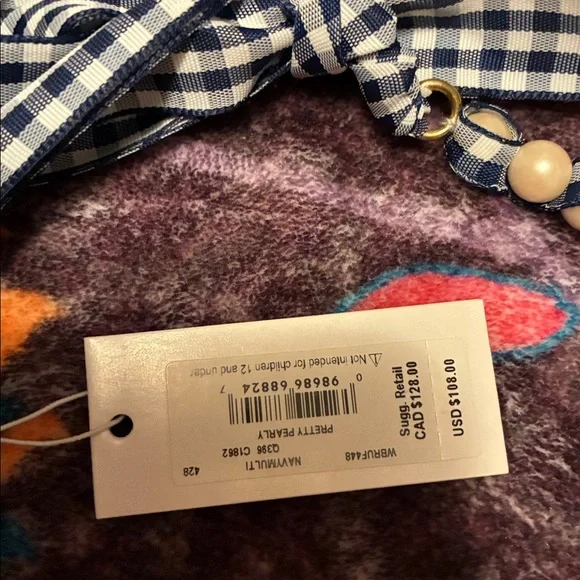 ⚠ Not intended for children 12 and under
0 98686 68824 7
PRETTY PEARLY
Q396 C1862
NAVYMULTI 428
WBRUF448
Sugg. Retail
CAD $128.00
USD $108.00